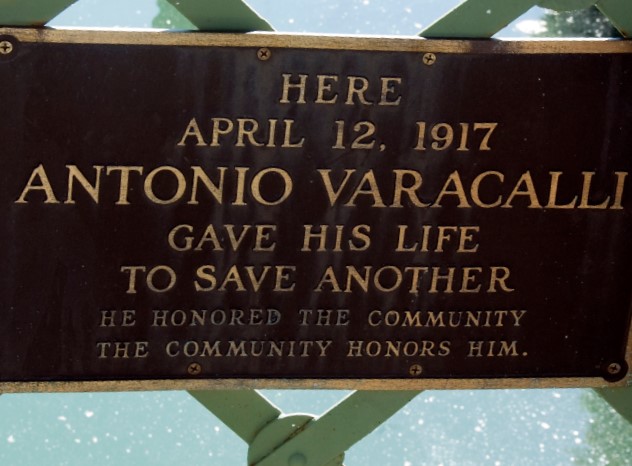 HERE
APRIL 12, 1917
ANTONIO VARACALLI
GAVE HIS LIFE
TO SAVE ANOTHER
HE HONORED THE COMMUNITY
THE COMMUNITY HONORS HIM.